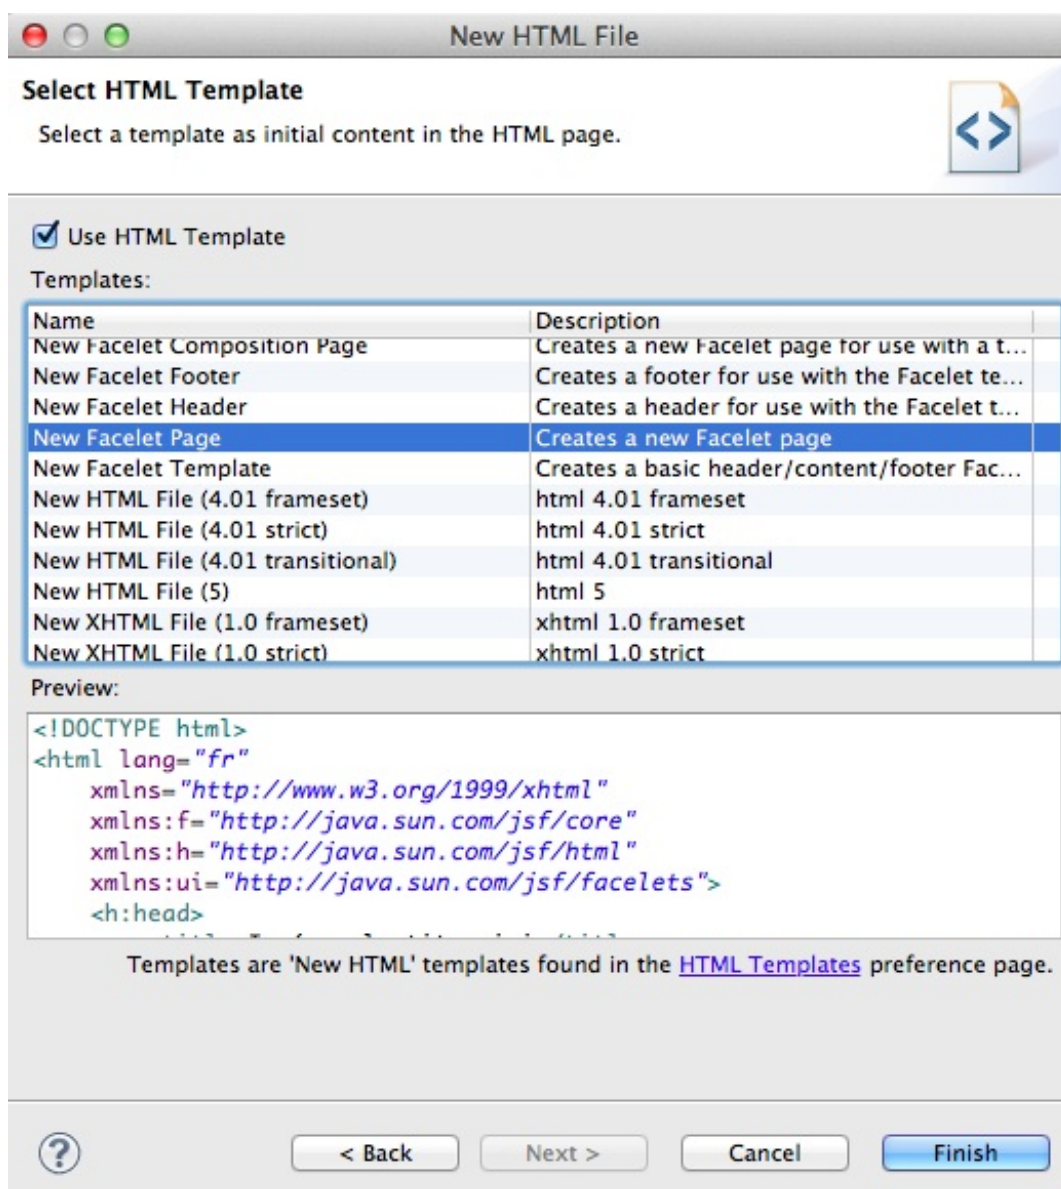 New HTML File
Select HTML Template
Select a template as initial content in the HTML page.
Use HTML Template
Templates:
Name Description
New Facelet Composition Page Creates a new Facelet page for use with a t...
New Facelet Footer Creates a footer for use with the Facelet te...
New Facelet Header Creates a header for use with the Facelet t...
New Facelet Page Creates a new Facelet page
New Facelet Template Creates a basic header/content/footer Fac...
New HTML File (4.01 frameset) html 4.01 frameset
New HTML File (4.01 strict) html 4.01 strict
New HTML File (4.01 transitional) html 4.01 transitional
New HTML File (5) html 5
New XHTML File (1.0 frameset) xhtml 1.0 frameset
New XHTML File (1.0 strict) xhtml 1.0 strict
Preview:
<!DOCTYPE html>
<html lang="fr"
xmlns="http://www.w3.org/1999/xhtml"
xmlns:f="http://java.sun.com/jsf/core"
xmlns:h="http://java.sun.com/jsf/html"
xmlns:ui="http://java.sun.com/jsf/facelets">
<h:head>
Templates are 'New HTML' templates found in the HTML Templates preference page.
?
< Back Next > Cancel Finish